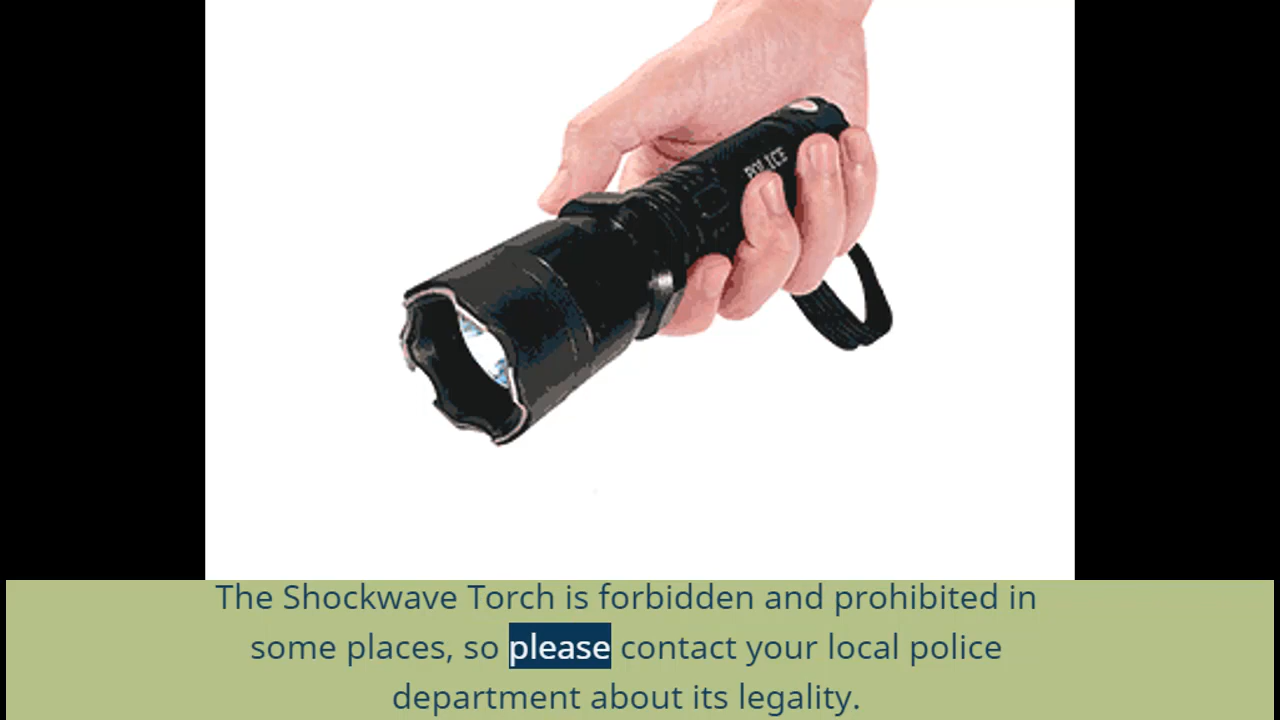 POLICE
The Shockwave Torch is forbidden and prohibited in
some places, so please contact your local police
department about its legality.